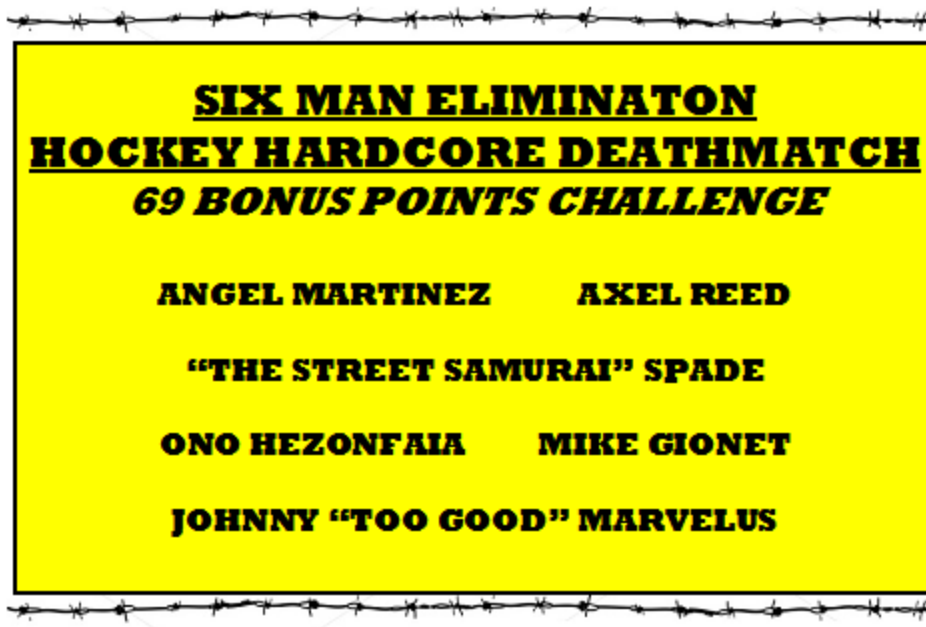 SIX MAN ELIMINATON
HOCKEY HARDCORE DEATHMATCH
69 BONUS POINTS CHALLENGE
ANGEL MARTINEZ AXEL REED
“THE STREET SAMURAI” SPADE
ONO HEZONFAIA MIKE GIONET
JOHNNY “TOO GOOD” MARVELUS